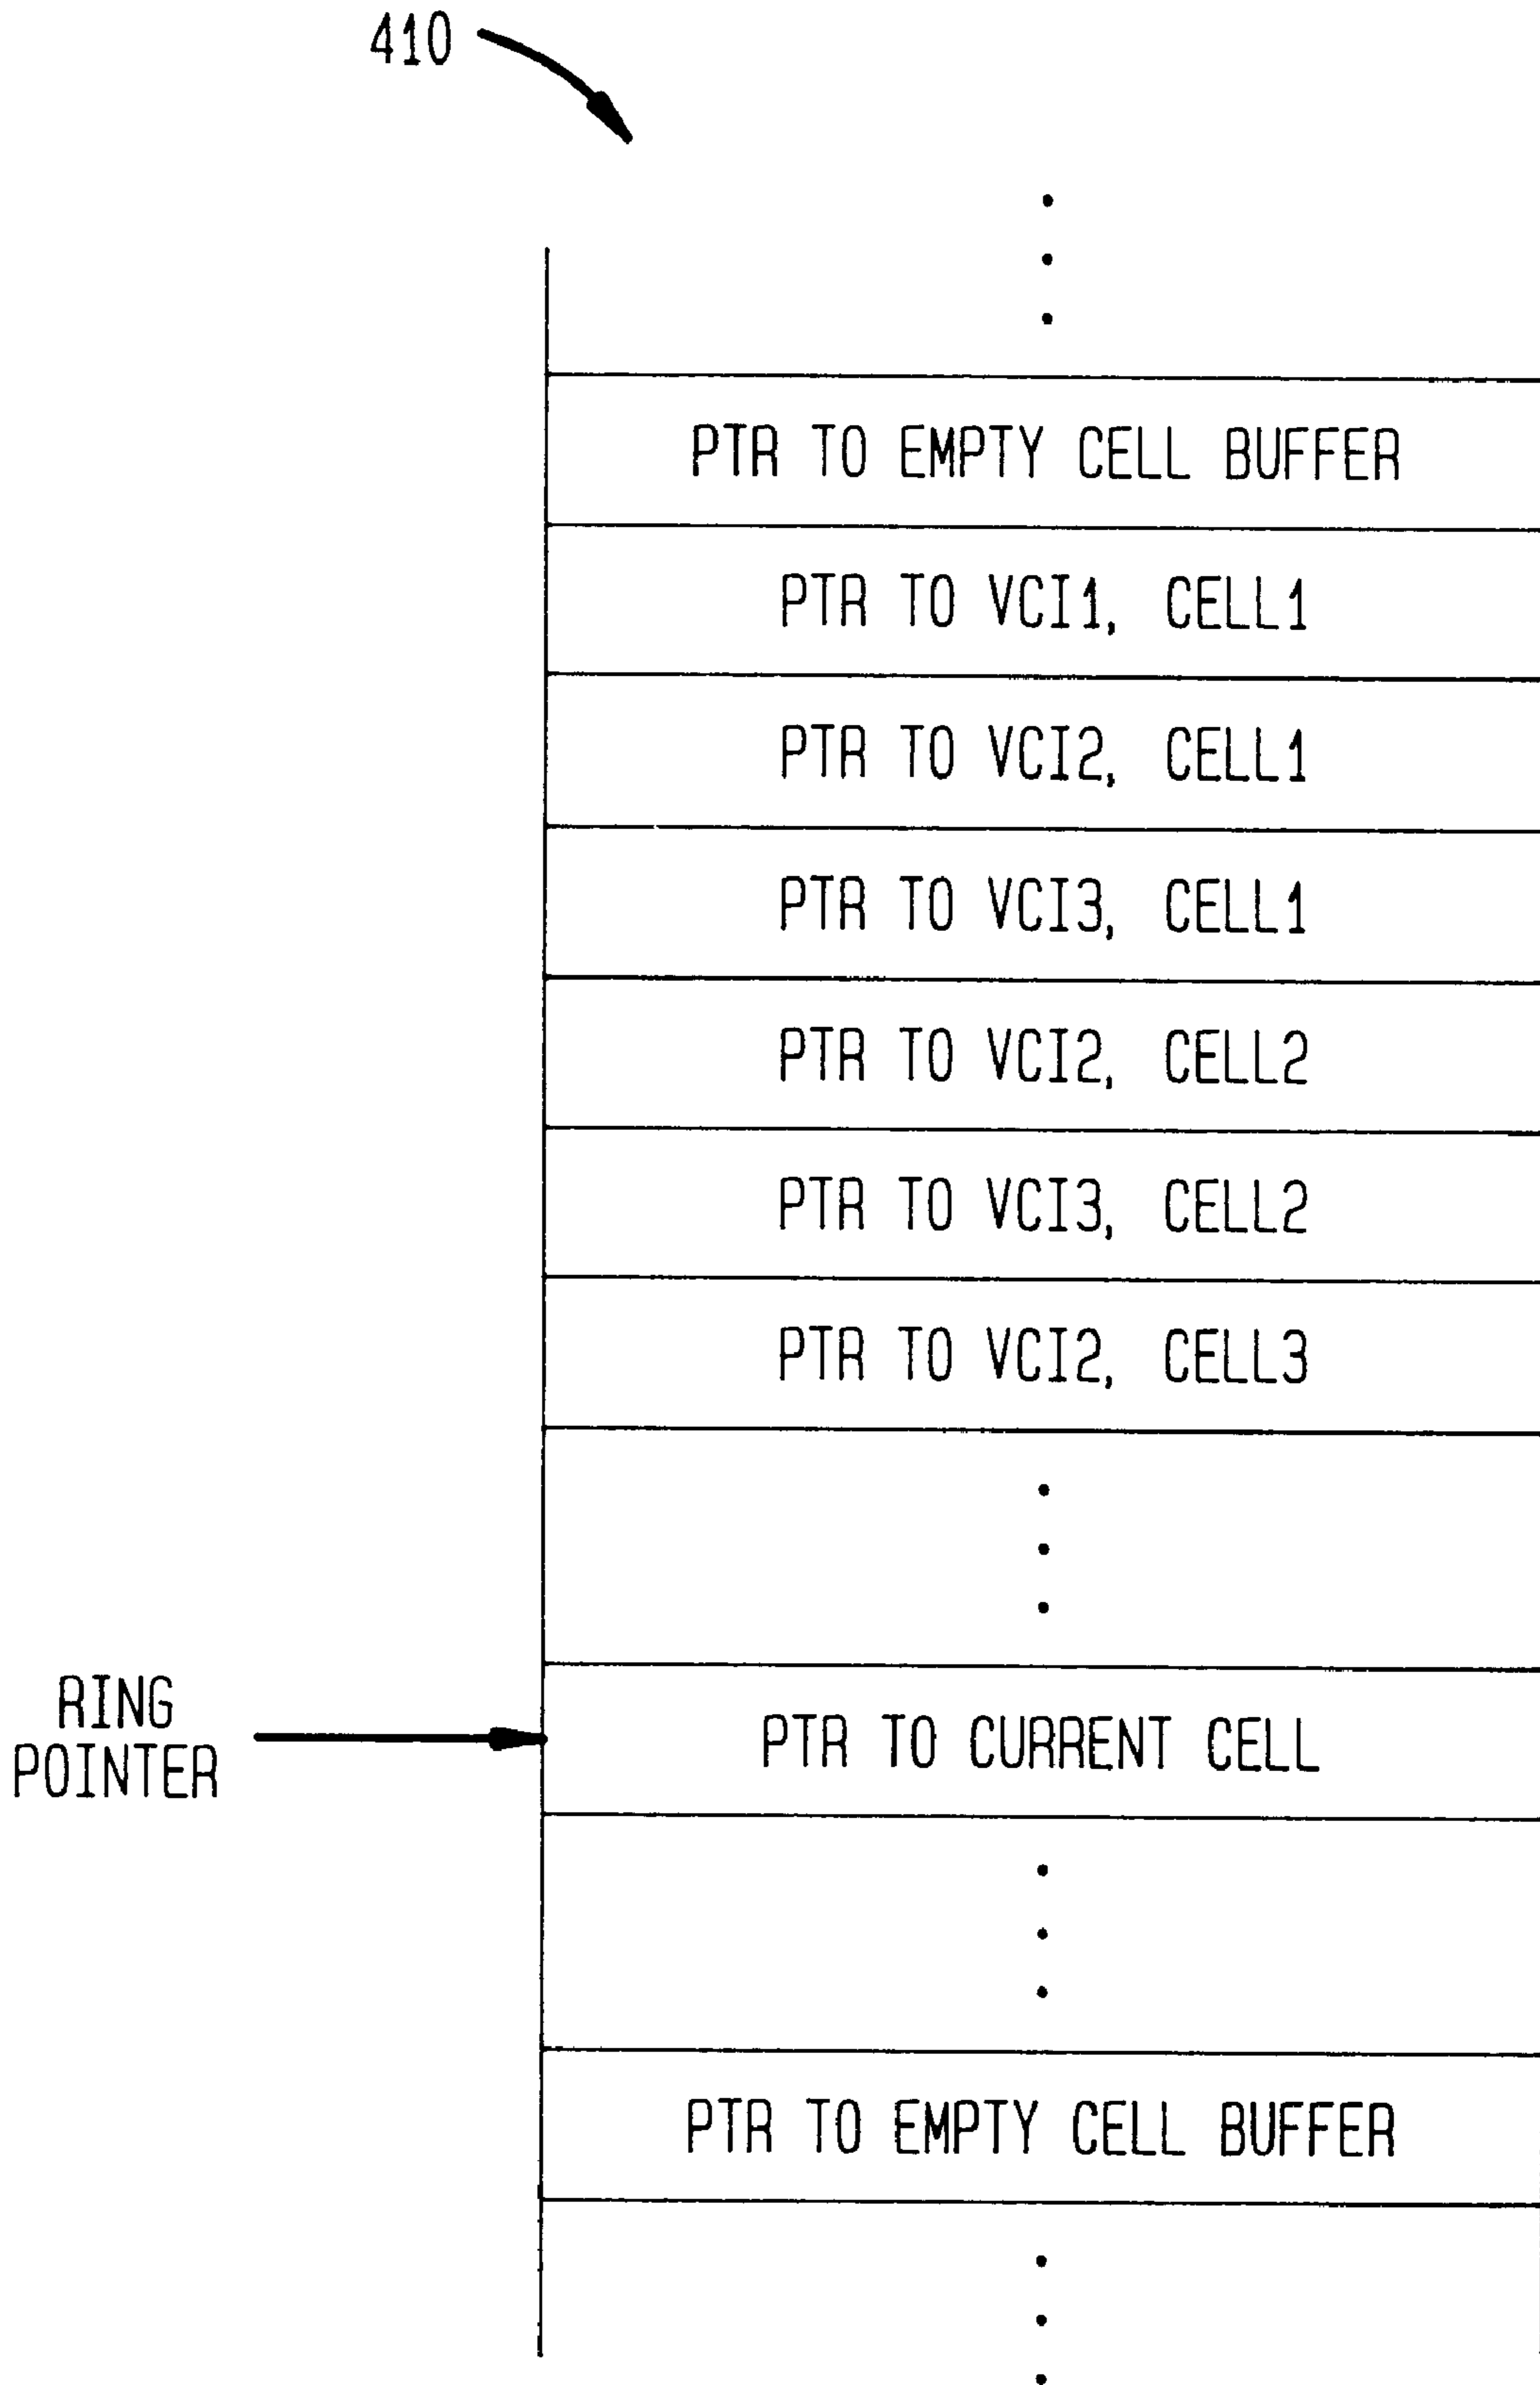 410
PTR TO EMPTY CELL BUFFER
PTR TO VCI1, CELL1
PTR TO VCI2, CELL1
PTR TO VCI3, CELL1
PTR TO VCI2, CELL2
PTR TO VCI3, CELL2
PTR TO VCI2, CELL3
RING
POINTER
PTR TO CURRENT CELL
PTR TO EMPTY CELL BUFFER